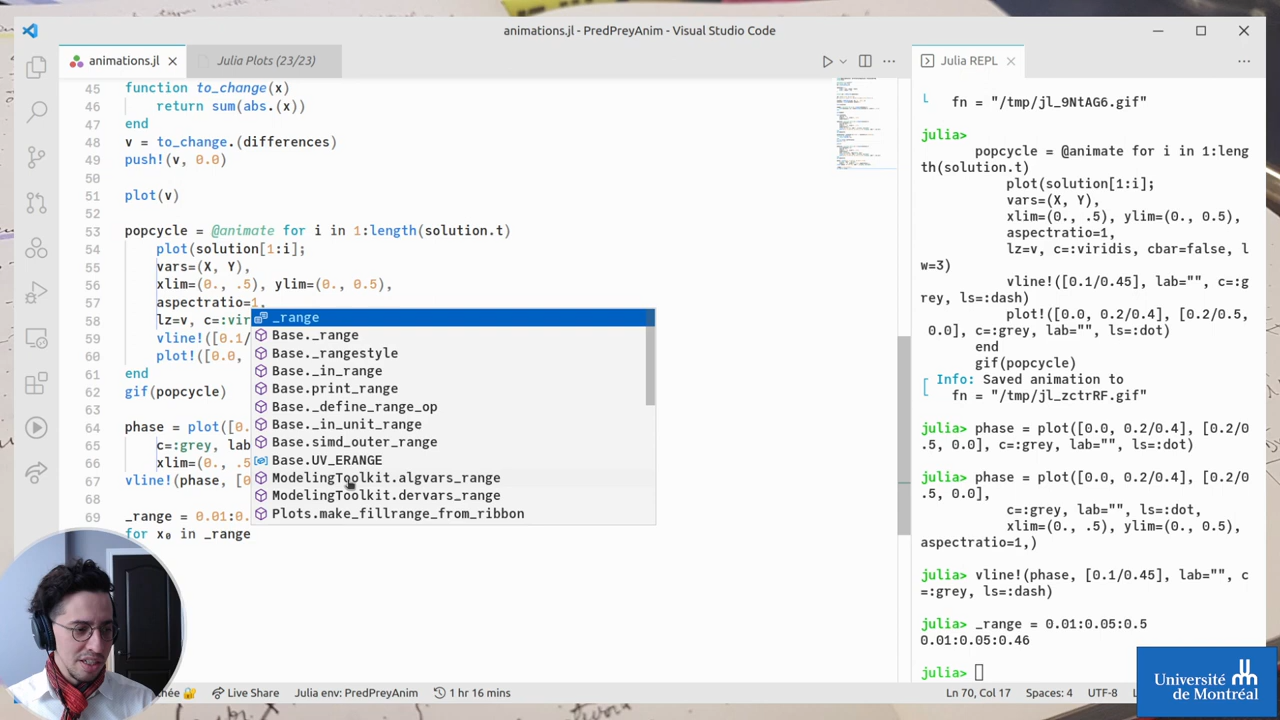 animations.jl - PredPreyAnim - Visual Studio Code
animations.jl
Julia Plots (23/23)
Julia REPL
45 function to_change(x)
46 return sum(abs.(x))
47 end
48 = to_change.(differences)
49 push!(v, 0.0)
50
51 plot(v)
52
53 popcycle = @animate for i in 1:length(solution.t)
54 plot(solution[1:i];
55 vars=(X, Y),
56 xlim=(0., .5), ylim=(0., 0.5),
57 aspectratio=1,
58 lz=v, c=:vir
59 vline!([0.1/
60 plot!([0.0,
61 end
62 gif(popcycle)
63
64 phase = plot([0.
65 c=:grey, lab
66 xlim=(0., .5
67 vline!(phase, [0
68
69 _range = 0.01:0.
for x₀ in _range
_range
Base._range
Base._rangestyle
Base._in_range
Base.print_range
Base._define_range_op
Base._in_unit_range
Base.simd_outer_range
Base.UV_ERANGE
ModelingToolkit.algvars_range
ModelingToolkit.dervars_range
Plots.make_fillrange_from_ribbon
fn = "/tmp/jl_9NtAG6.gif"
julia>
popcycle = @animate for i in 1:leng
th(solution.t)
plot(solution[1:i];
vars=(X, Y),
xlim=(0., .5), ylim=(0., 0.5),
aspectratio=1,
lz=v, c=:viridis, cbar=false, l
w=3)
vline!([0.1/0.45], lab="", c=:g
rey, ls=:dash)
plot!([0.0, 0.2/0.4], [0.2/0.5,
0.0], c=:grey, lab="", ls=:dot)
end
gif(popcycle)
[ Info: Saved animation to
fn = "/tmp/jl_zctrRF.gif"
julia> phase = plot([0.0, 0.2/0.4], [0.2/0
.5, 0.0], c=:grey, lab="", ls=:dot)
julia> phase = plot([0.0, 0.2/0.4], [0.2/0
.5, 0.0],
c=:grey, lab="", ls=:dot,
xlim=(0., .5), ylim=(0., 0.5),
aspectratio=1,)
julia> vline!(phase, [0.1/0.45], lab="", c
=:grey, ls=:dash)
julia> _range = 0.01:0.05:0.5
0.01:0.05:0.46
julia>
Live Share
Julia env: PredPreyAnim
1 hr 16 mins
Ln 70, Col 17
Spaces: 4
UTF-8
Université
de Montréal